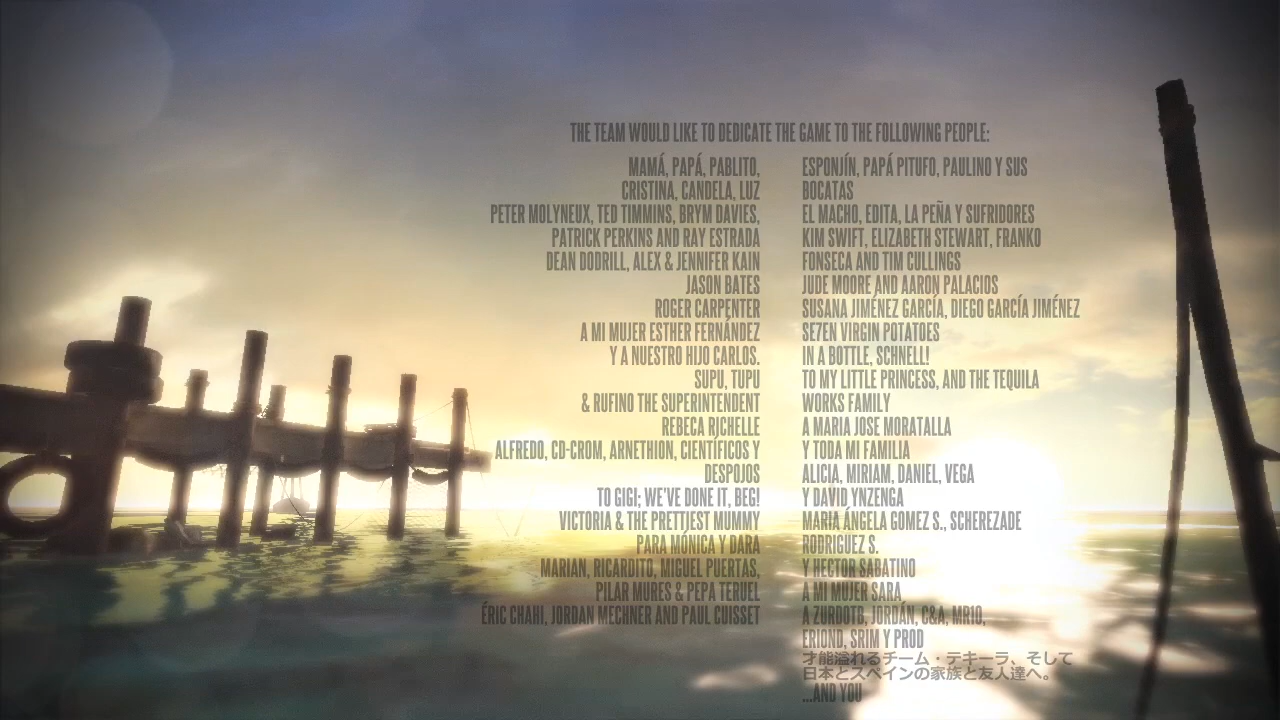 THE TEAM WOULD LIKE TO DEDICATE THE GAME TO THE FOLLOWING PEOPLE:
MAMÁ, PAPÁ, PABLITO,
CRISTINA, CANDELA, LUZ
PETER MOLYNEUX, TED TIMMINS, BRYM DAVIES,
PATRICK PERKINS AND RAY ESTRADA
DEAN DODRILL, ALEX & JENNIFER KAIN
JASON BATES
ROGER CARPENTER
A MI MUJER ESTHER FERNÁNDEZ
Y A NUESTRO HIJO CARLOS.
SUPU, TUPU
& RUFINO THE SUPERINTENDENT
REBECA RICHELLE
ALFREDO, CD-CROM, ARNETHION, CIENTÍFICOS Y
DESPOJOS
TO GIGI; WE'VE DONE IT, BEG!
VICTORIA & THE PRETTIEST MUMMY
PARA MÓNICA Y DARA
MARIAN, RICARDITO, MIGUEL PUERTAS,
PILAR MURES & PEPA TERUEL
ÉRIC CHAHI, JORDAN MECHNER AND PAUL CUISSET
ESPONJÍN, PAPÁ PITUFO, PAULINO Y SUS
BOCATAS
EL MACHO, EDITA, LA PEÑA Y SUFRIDORES
KIM SWIFT, ELIZABETH STEWART, FRANKO
FONSECA AND TIM CULLINGS
JUDE MOORE AND AARON PALACIOS
SUSANA JIMÉNEZ GARCÍA, DIEGO GARCÍA JIMÉNEZ
SE7EN VIRGIN POTATOES
IN A BOTTLE, SCHNELL!
TO MY LITTLE PRINCESS, AND THE TEQUILA
WORKS FAMILY
A MARIA JOSE MORATALLA
Y TODA MI FAMILIA
ALICIA, MIRIAM, DANIEL, VEGA
Y DAVID YNZENGA
MARIA ÁNGELA GOMEZ S., SCHEREZADE
RODRIGUEZ S.
Y HECTOR SABATINO
A MI MUJER SARA
A ZURDOTB, JORDÁN, C&A, MR10,
ERIOND, SRIM Y PROD
才能溢れるチーム・テキーラ、そして
日本とスペインの家族と友人達へ。
...AND YOU